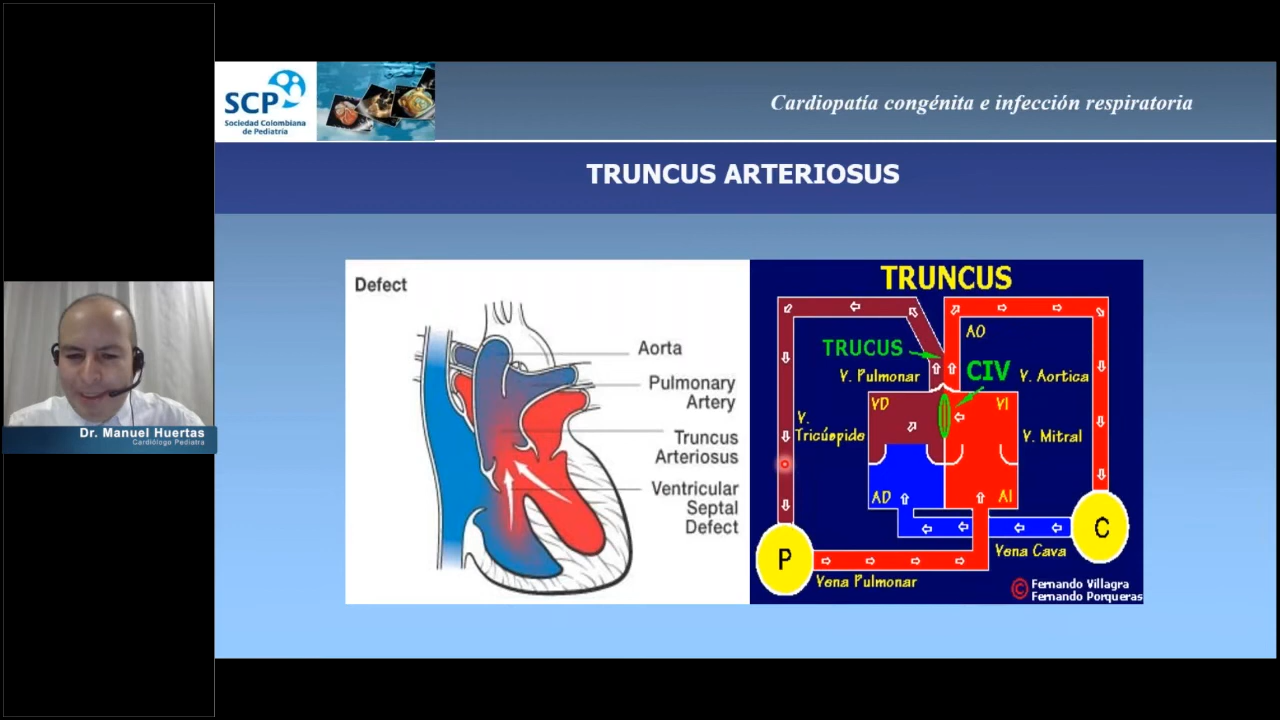 SCP
Sociedad Colombiana
de Pediatría
Cardiopatía congénita e infección respiratoria
TRUNCUS ARTERIOSUS
Defect
Aorta
Pulmonary
Artery
Truncus
Arteriosus
Ventricular
Septal
Defect
TRUNCUS
AO
TRUCUS
V. Pulmonar
CIV
V. Aortica
VD
VI
V.
Tricúspide
V. Mitral
AD
AI
P
C
Vena Cava
Vena Pulmonar
© Fernando Villagra
Fernando Porqueras
Dr. Manuel Huertas
Cardiólogo Pediatra